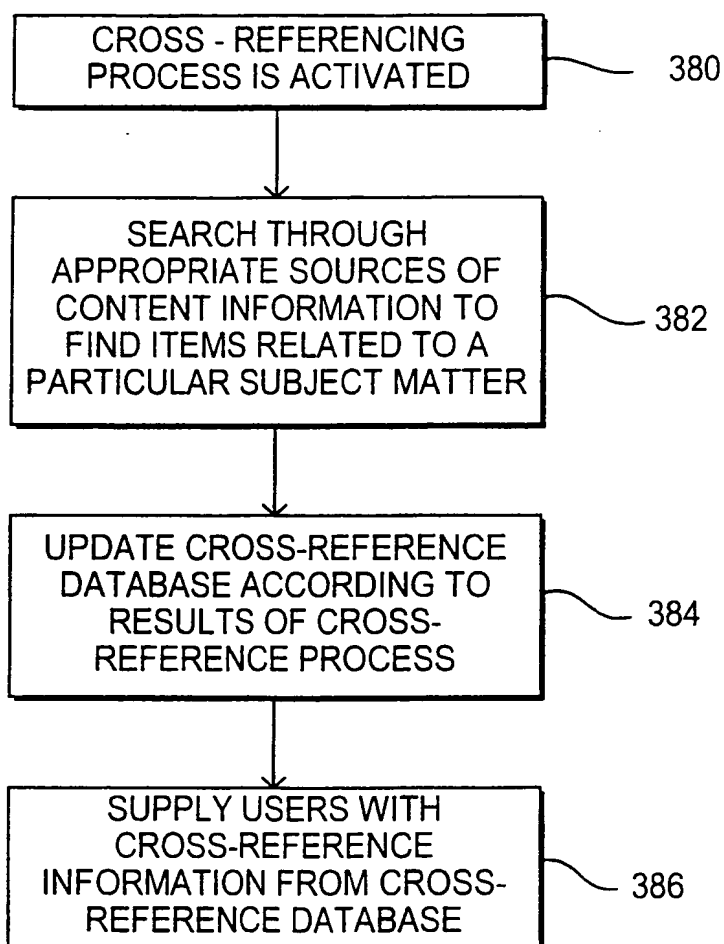 CROSS - REFERENCING
PROCESS IS ACTIVATED
380
SEARCH THROUGH
APPROPRIATE SOURCES OF
CONTENT INFORMATION TO
FIND ITEMS RELATED TO A
PARTICULAR SUBJECT MATTER
382
UPDATE CROSS-REFERENCE
DATABASE ACCORDING TO
RESULTS OF CROSS-
REFERENCE PROCESS
384
SUPPLY USERS WITH
CROSS-REFERENCE
INFORMATION FROM CROSS-
REFERENCE DATABASE
386